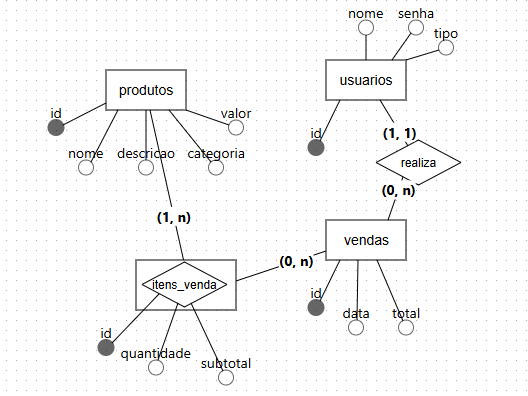 nome
senha
tipo
usuarios
id
(1, 1)
realiza
(0, n)
produtos
id
nome
descricao
categoria
valor
(1, n)
vendas
(0, n)
id
data
total
itens_venda
id
quantidade
subtotal